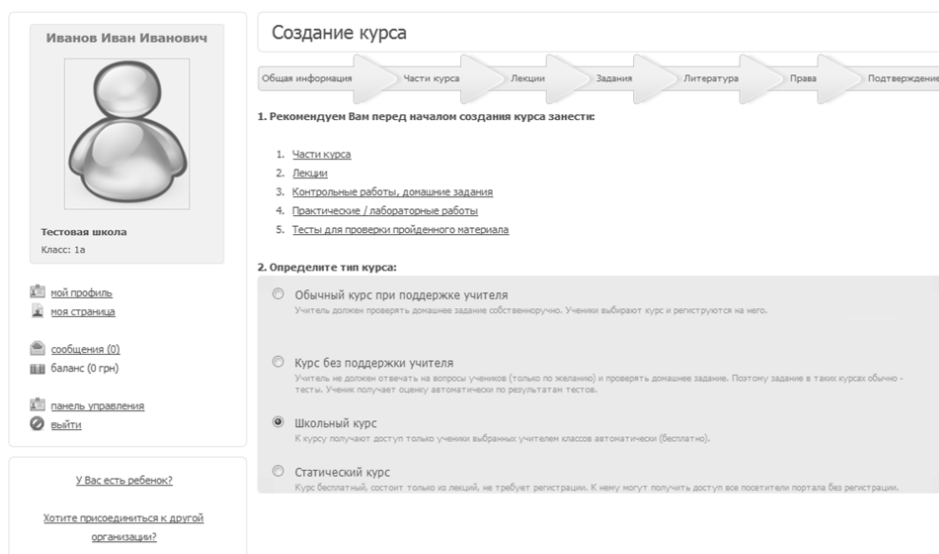 Иванов Иван Иванович
Тестовая школа
Класс: 1а
мой профиль
моя страница
сообщения (0)
баланс (0 грн)
панель управления
выйти
У Вас есть ребенок?
Хотите присоединиться к другой
организации?
Создание курса
Общая информация Части курса Лекции Задания Литература Права Подтверждение
1. Рекомендуем Вам перед началом создания курса занести:
1. Части курса
2. Лекции
3. Контрольные работы, домашние задания
4. Практические / лабораторные работы
5. Тесты для проверки пройденного материала
2. Определите тип курса:
Обычный курс при поддержке учителя
Учитель должен проверять домашнее задание собственноручно. Ученики выбирают курс и регистрируются на него.
Курс без поддержки учителя
Учитель не должен отвечать на вопросы учеников (только по желанию) и проверять домашнее задание. Поэтому задание в таких курсах обычно -
тесты. Ученик получает оценку автоматически по результатам тестов.
Школьный курс
К курсу получают доступ только ученики выбранных учителем классов автоматически (бесплатно).
Статический курс
Курс бесплатный, состоит только из лекций, не требует регистрации. К нему могут получить доступ все посетители портала без регистрации.